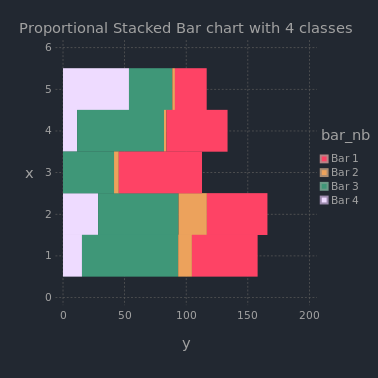 Proportional Stacked Bar chart with 4 classes
6
5
4
3
2
1
0
x
0 50 100 150 200
y
bar_nb
Bar 1
Bar 2
Bar 3
Bar 4